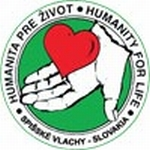 HUMANITA PRE ŽIVOT • HUMANITY FOR LIFE
• SPIŠSKÉ VLACHY - SLOVAKIA •